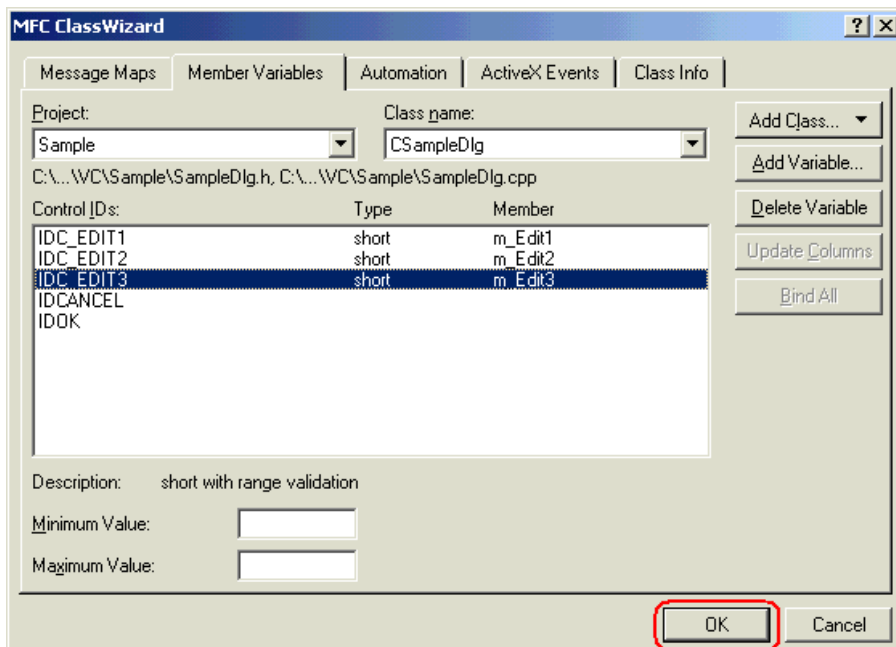 MFC ClassWizard
Message Maps Member Variables Automation ActiveX Events Class Info
Project: Class name:
Add Class...
Sample CSampleDlg
Add Variable...
C:\...\VC\Sample\SampleDlg.h, C:\...\VC\Sample\SampleDlg.cpp
Control IDs: Type Member
Delete Variable
IDC_EDIT1 short m_Edit1
IDC_EDIT2 short m_Edit2
Update Columns
IDC_EDIT3 short m_Edit3
IDCANCEL
Bind All
IDOK
Description: short with range validation
Minimum Value:
Maximum Value:
OK Cancel